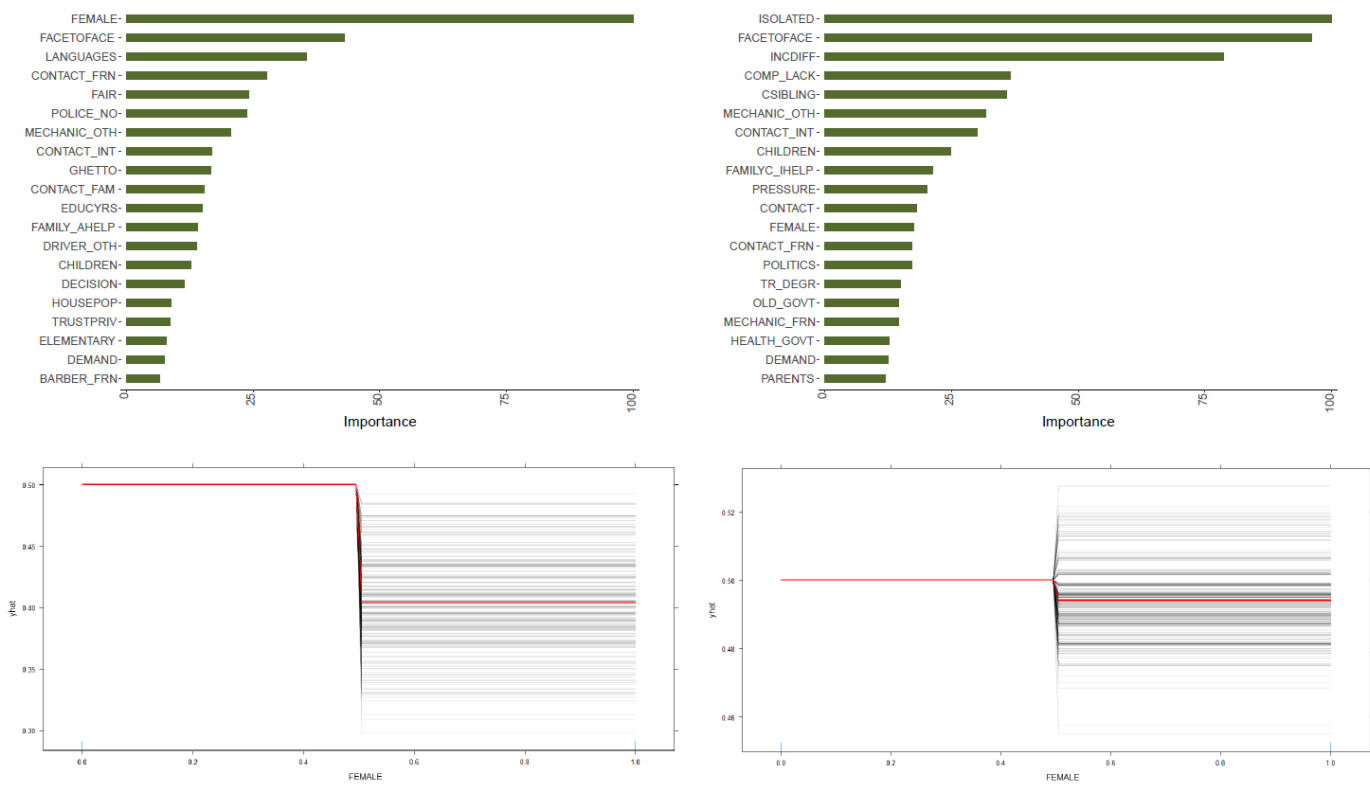 FEMALE
FACETOFACE
LANGUAGES
CONTACT_FRN
FAIR
POLICE_NO
MECHANIC_OTH
CONTACT_INT
GHETTO
CONTACT_FAM
EDUCYRS
FAMILY_AHELP
DRIVER_OTH
CHILDREN
DECISION
HOUSEPOP
TRUSTPRIV
ELEMENTARY
DEMAND
BARBER_FRN
0 25 50 75 100
Importance
ISOLATED
FACETOFACE
INCDIFF
COMP_LACK
CSIBLING
MECHANIC_OTH
CONTACT_INT
CHILDREN
FAMILYC_IHELP
PRESSURE
CONTACT
FEMALE
CONTACT_FRN
POLITICS
TR_DEGR
OLD_GOVT
MECHANIC_FRN
HEALTH_GOVT
DEMAND
PARENTS
0 25 50 75 100
Importance
yhat
0.50
0.45
0.40
0.35
0.30
0.0 0.2 0.4 0.6 0.8 1.0
FEMALE
yhat
0.52
0.50
0.48
0.46
0.0 0.2 0.4 0.6 0.8 1.0
FEMALE